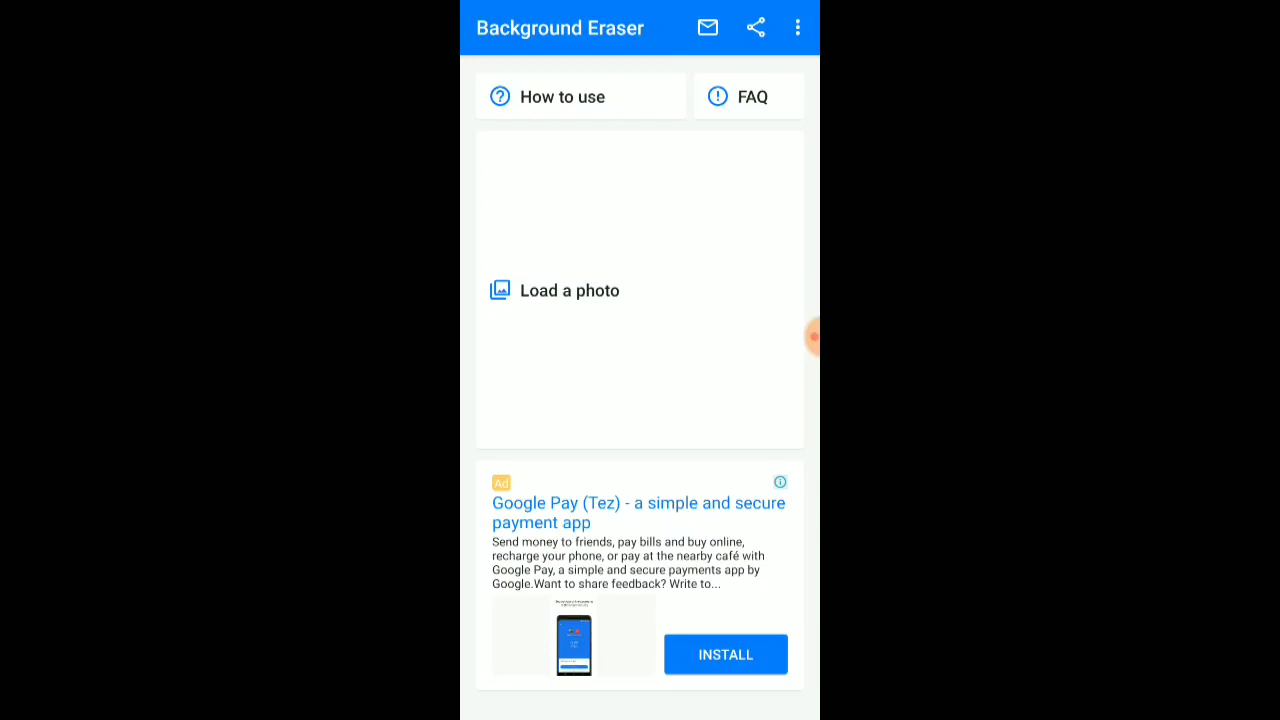 Background Eraser
How to use
FAQ
Load a photo
Ad
Google Pay (Tez) - a simple and secure
payment app
Send money to friends, pay bills and buy online,
recharge your phone, or pay at the nearby café with
Google Pay, a simple and secure payments app by
Google.Want to share feedback? Write to...
INSTALL